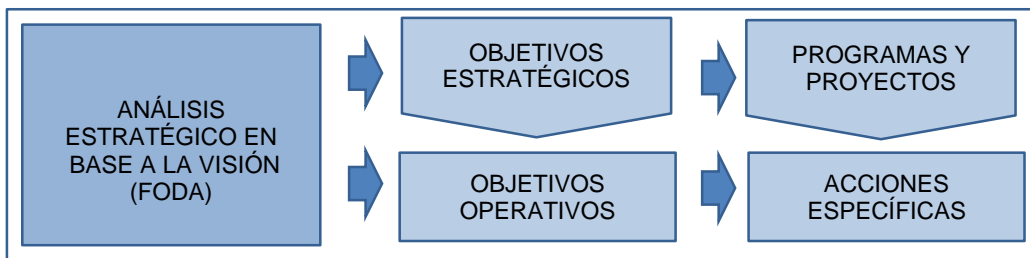 ANÁLISIS
ESTRATÉGICO EN
BASE A LA VISIÓN
(FODA)
OBJETIVOS
ESTRATÉGICOS
PROGRAMAS Y
PROYECTOS
OBJETIVOS
OPERATIVOS
ACCIONES
ESPECÍFICAS